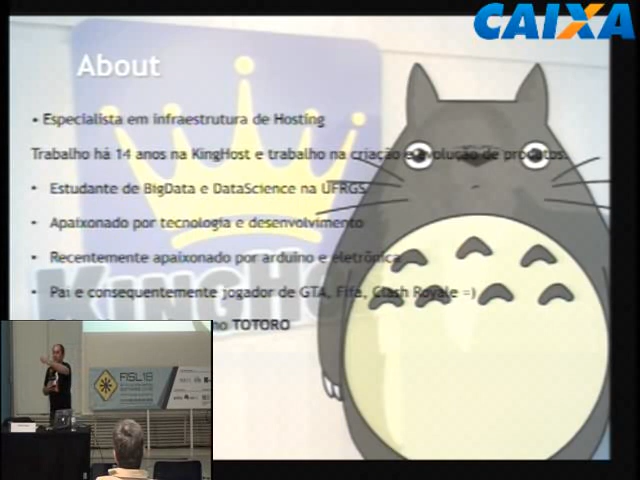 CAIXA
About
• Especialista em infraestrutura de Hosting
Trabalho há 14 anos na KingHost e trabalho na criação e evolução de produtos.
• Estudante de BigData e DataScience na UFRGS
• Apaixonado por tecnologia e desenvolvimento
• Recentemente apaixonado por arduino e eletrônica
• Pai e consequentemente jogador de GTA, Fifa, Clash Royale =)
no TOTORO
KINGHO
FISL16